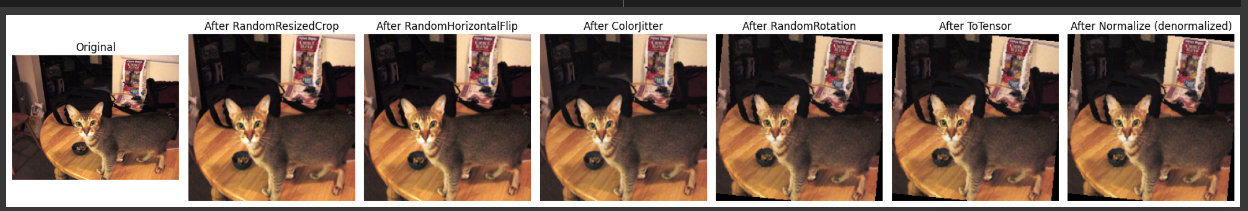 Original
After RandomResizedCrop
After RandomHorizontalFlip
After ColorJitter
After RandomRotation
After ToTensor
After Normalize (denormalized)